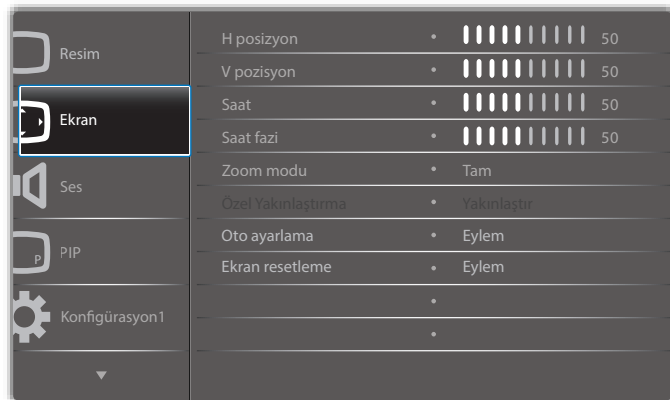 Resim
Ekran
Ses
P PIP
Konfigürasyon1
H posizyon • 50
V pozisyon • 50
Saat • 50
Saat fazi • 50
Zoom modu • Tam
Özel Yakınlaştırma • Yakınlaştır
Oto ayarlama • Eylem
Ekran resetleme • Eylem